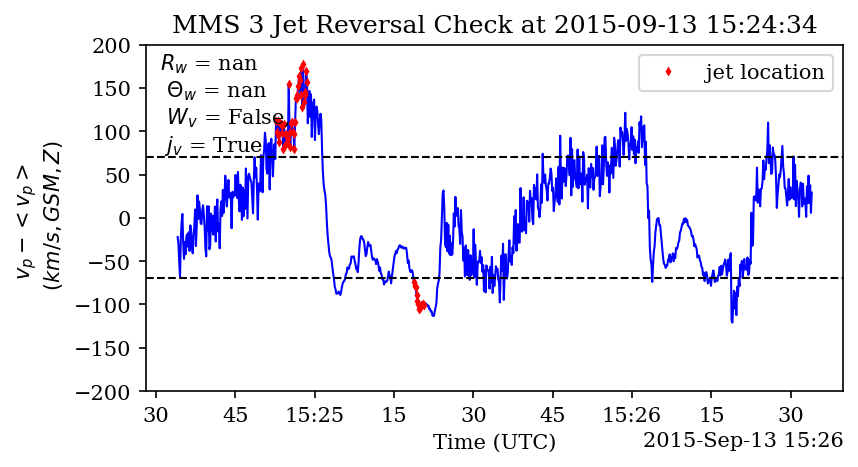 MMS 3 Jet Reversal Check at 2015-09-13 15:24:34
200
150
100
50
0
−50
−100
−150
−200
v_p − <v_p>
(km/s, GSM, Z)
R_w = nan
Θ_w = nan
W_v = False
j_v = True
jet location
30 45 15:25 15 30 45 15:26 15 30
Time (UTC)
2015-Sep-13 15:26